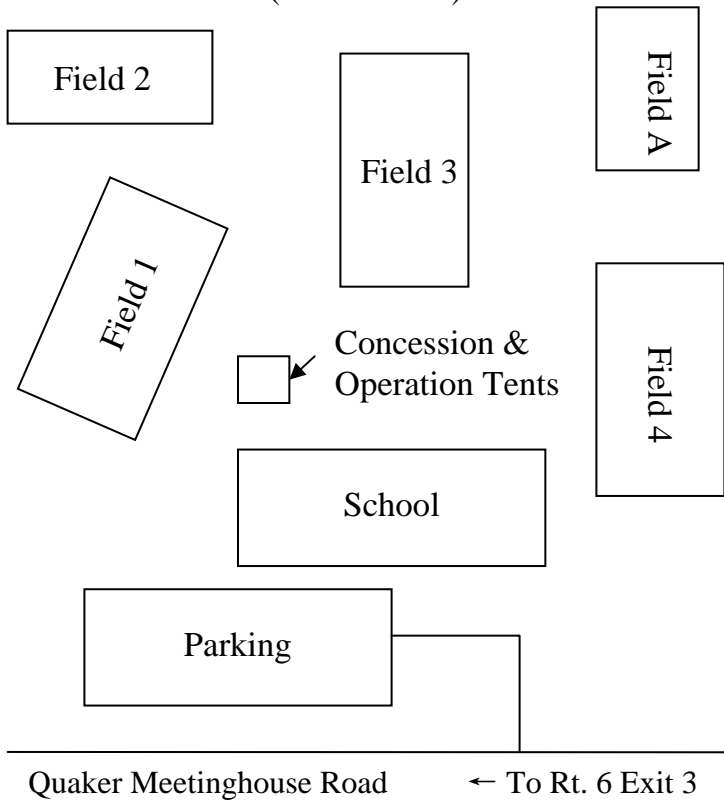 Field 2
Field A
Field 3
Field 1
Concession &
Operation Tents
Field 4
School
Parking
Quaker Meetinghouse Road ← To Rt. 6 Exit 3